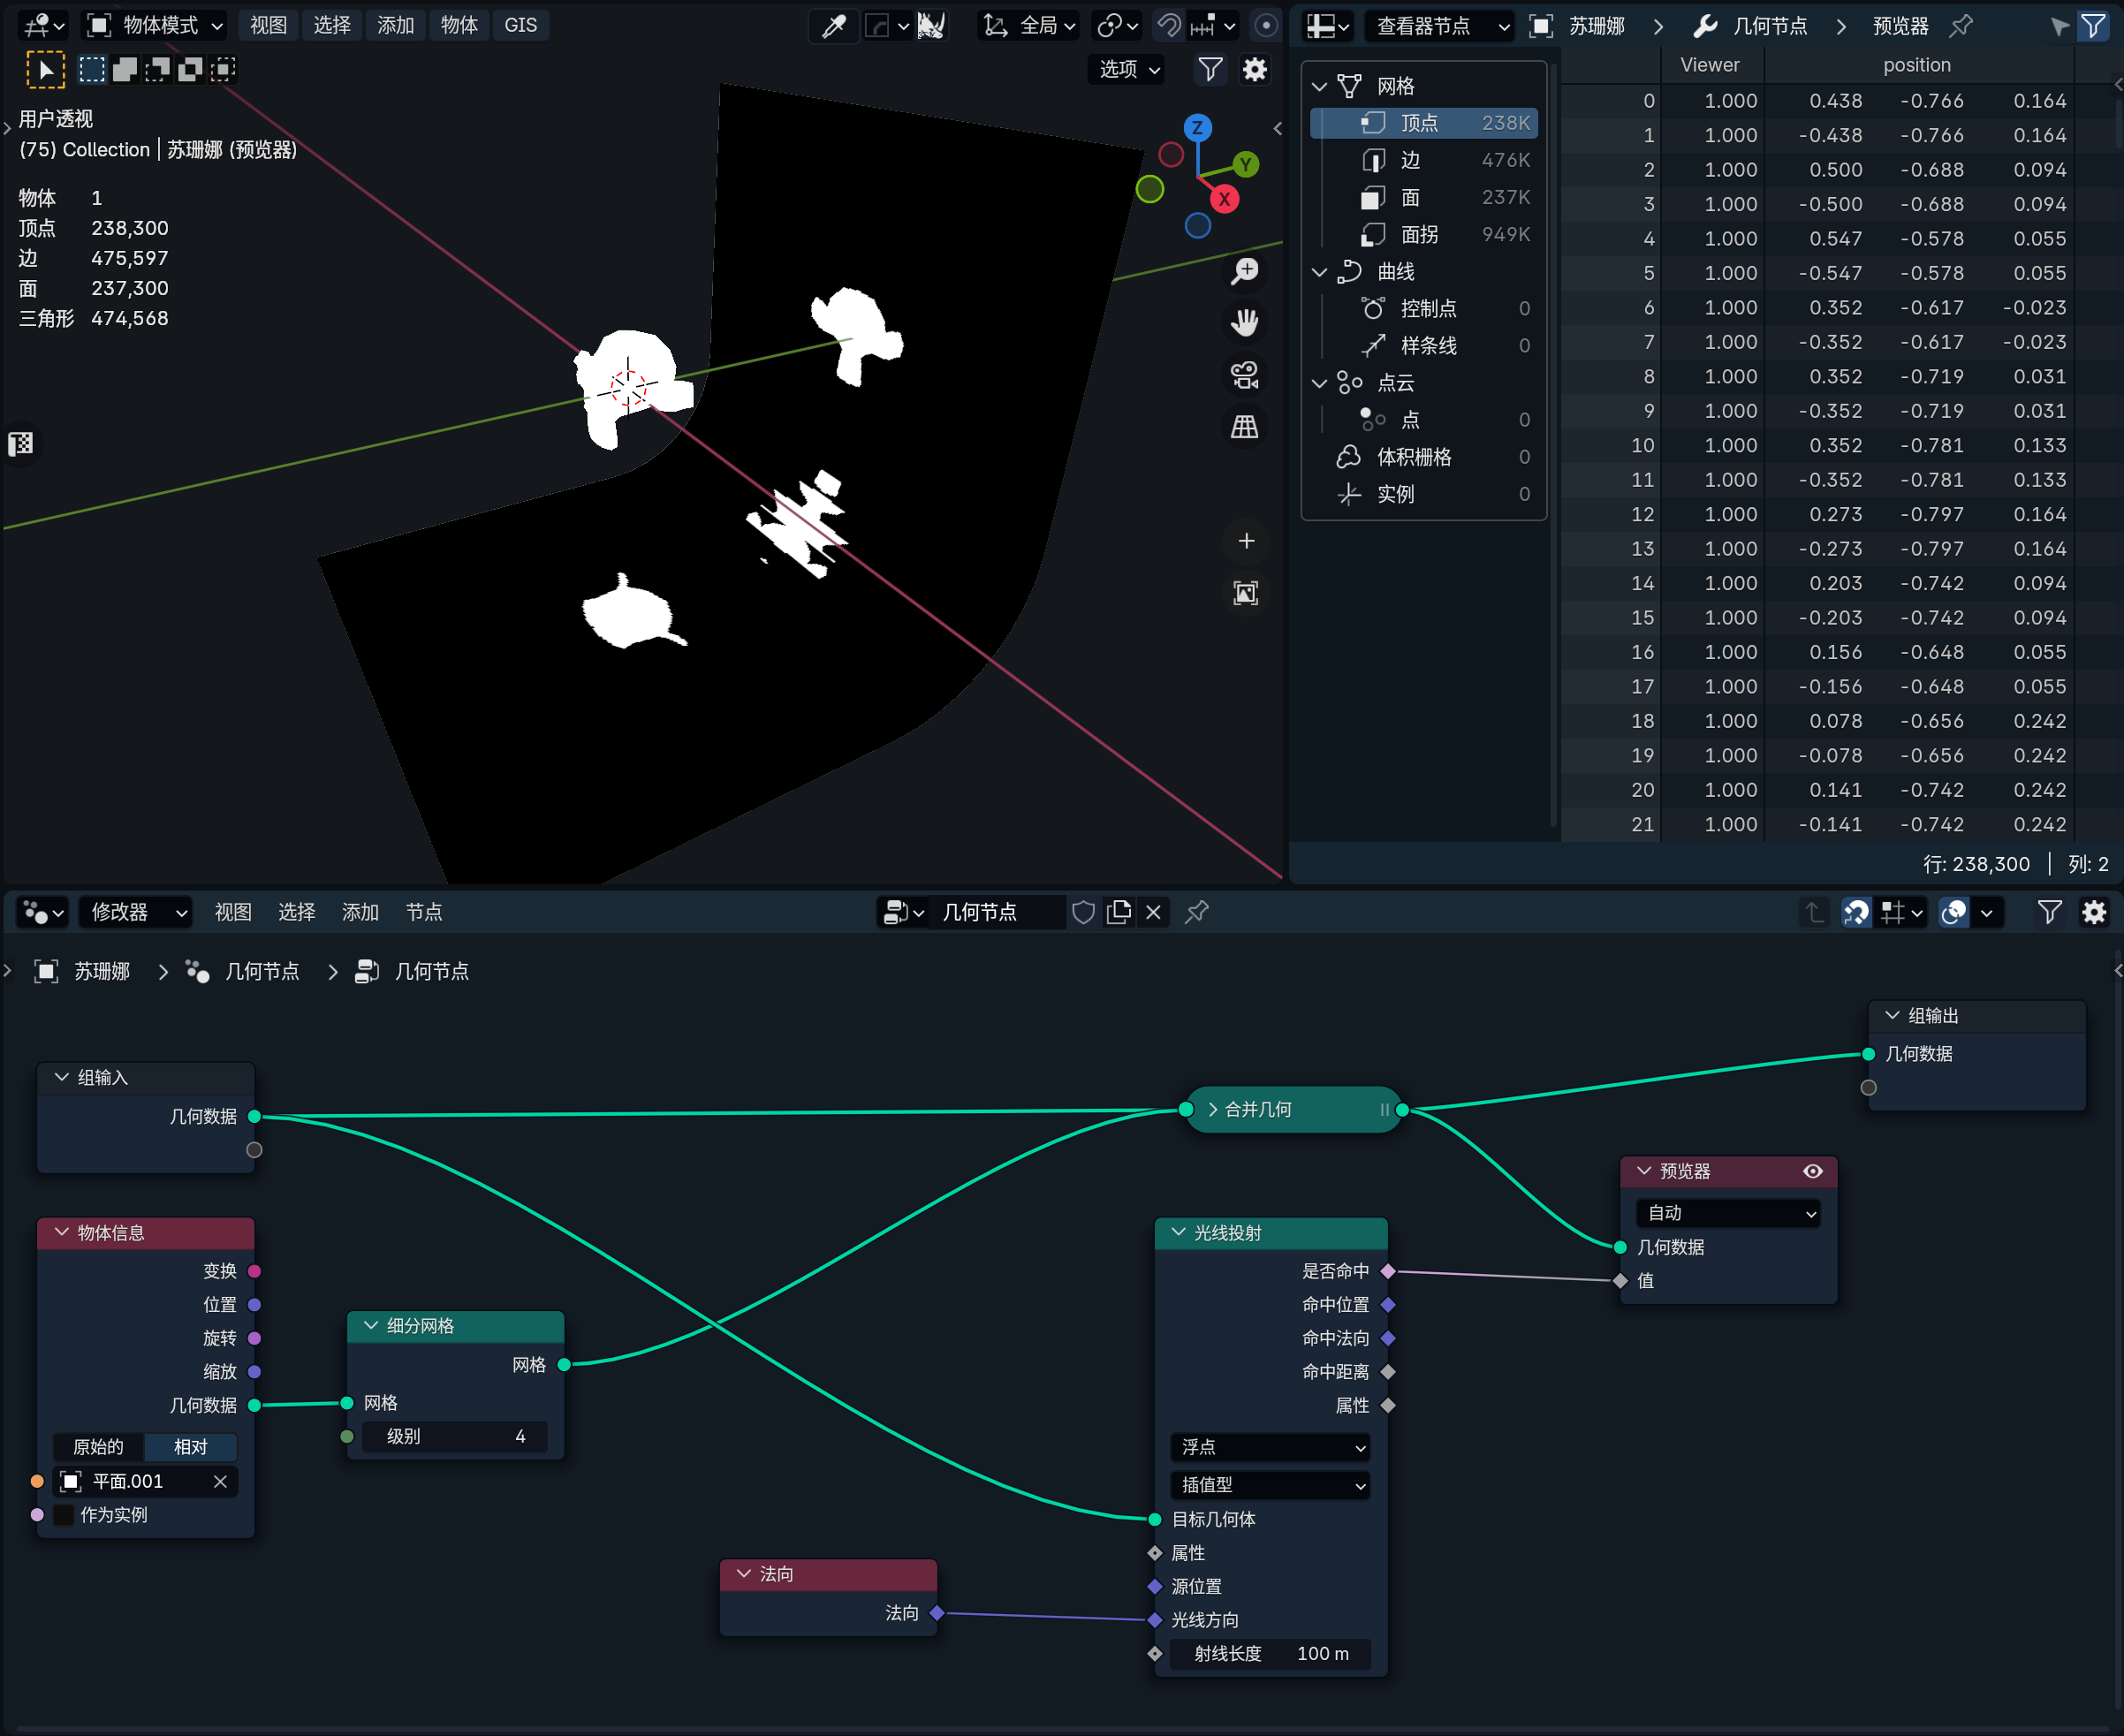 物体模式 视图 选择 添加 物体 GIS 全局
选项
用户透视
(75) Collection | 苏珊娜 (预览器)
物体 1
顶点 238,300
边 475,597
面 237,300
三角形 474,568
Z
Y
X
查看器节点 苏珊娜 几何节点 预览器
网格
顶点 238K
边 476K
面 237K
面拐 949K
曲线
控制点 0
样条线 0
点云
点 0
体积栅格 0
实例 0
Viewer position
0 1.000 0.438 -0.766 0.164
1 1.000 -0.438 -0.766 0.164
2 1.000 0.500 -0.688 0.094
3 1.000 -0.500 -0.688 0.094
4 1.000 0.547 -0.578 0.055
5 1.000 -0.547 -0.578 0.055
6 1.000 0.352 -0.617 -0.023
7 1.000 -0.352 -0.617 -0.023
8 1.000 0.352 -0.719 0.031
9 1.000 -0.352 -0.719 0.031
10 1.000 0.352 -0.781 0.133
11 1.000 -0.352 -0.781 0.133
12 1.000 0.273 -0.797 0.164
13 1.000 -0.273 -0.797 0.164
14 1.000 0.203 -0.742 0.094
15 1.000 -0.203 -0.742 0.094
16 1.000 0.156 -0.648 0.055
17 1.000 -0.156 -0.648 0.055
18 1.000 0.078 -0.656 0.242
19 1.000 -0.078 -0.656 0.242
20 1.000 0.141 -0.742 0.242
21 1.000 -0.141 -0.742 0.242
行: 238,300 | 列: 2
修改器 视图 选择 添加 节点 几何节点
苏珊娜 几何节点 几何节点
组输入
几何数据
物体信息
变换
位置
旋转
缩放
几何数据
原始的 相对
平面.001
作为实例
细分网格
网格
网格
级别 4
法向
法向
合并几何
光线投射
是否命中
命中位置
命中法向
命中距离
属性
浮点
插值型
目标几何体
属性
源位置
光线方向
射线长度 100 m
预览器
自动
几何数据
值
组输出
几何数据